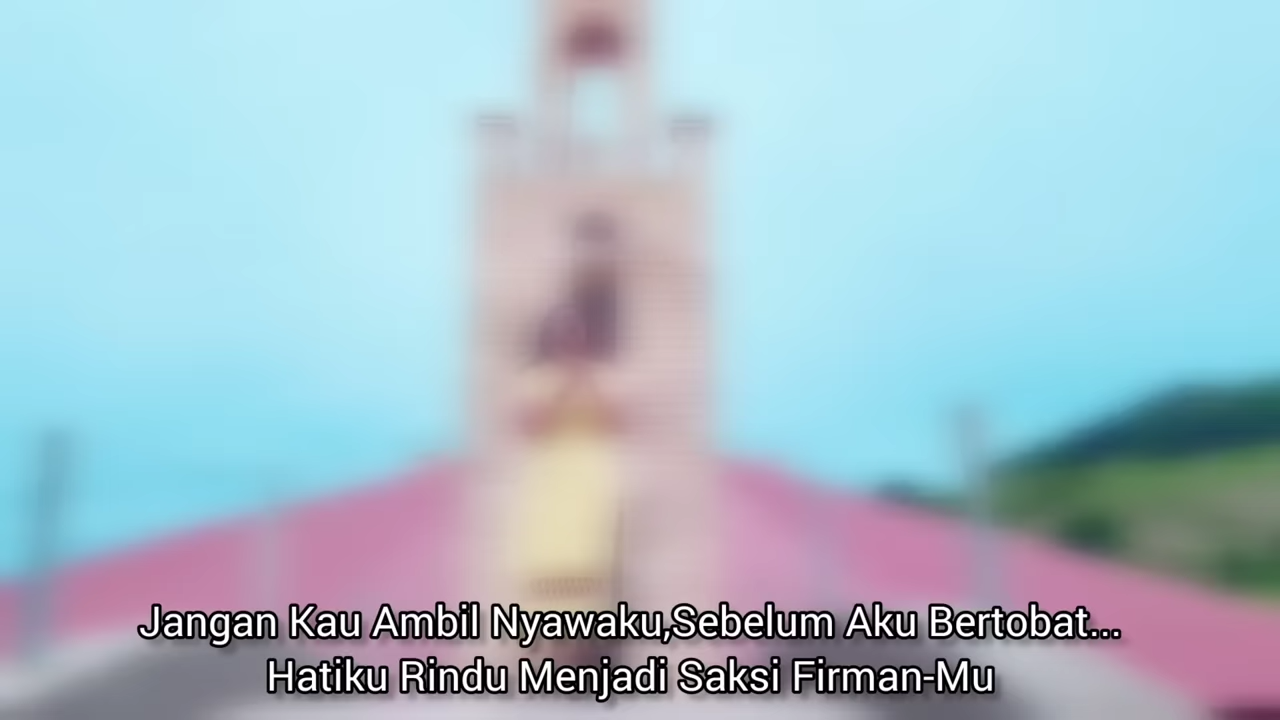 Jangan Kau Ambil Nyawaku,Sebelum Aku Bertobat...
Hatiku Rindu Menjadi Saksi Firman-Mu